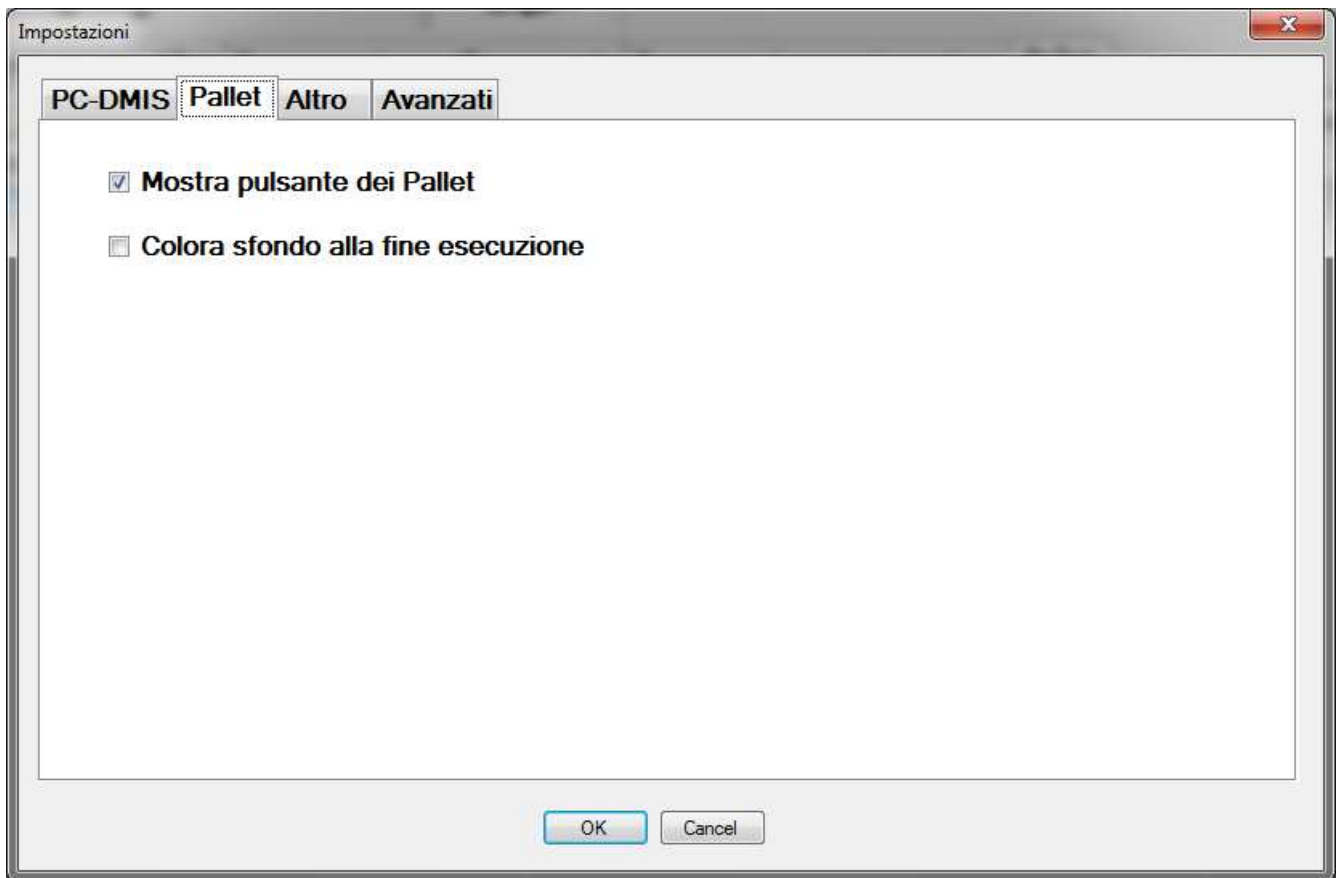 Impostazioni
PC-DMIS Pallet Altro Avanzati
Mostra pulsante dei Pallet
Colora sfondo alla fine esecuzione
OK Cancel